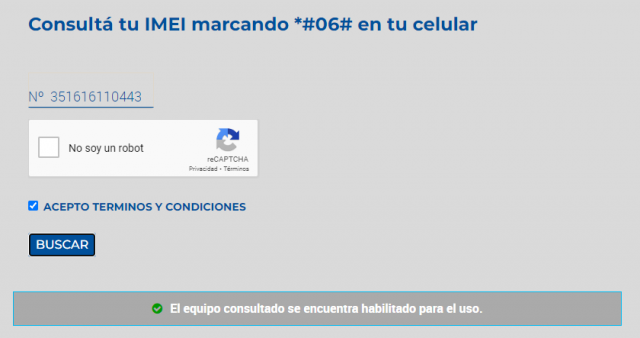 Consultá tu IMEI marcando *#06# en tu celular
Nº 351616110443
No soy un robot
reCAPTCHA
Privacidad - Términos
ACEPTO TERMINOS Y CONDICIONES
BUSCAR
El equipo consultado se encuentra habilitado para el uso.